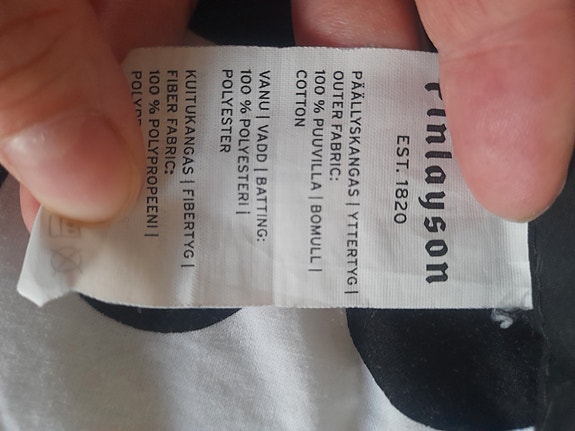 Finlayson
EST. 1820
PÄÄLLYSKANGAS | YTTERTYG |
OUTER FABRIC:
100 % PUUVILLA | BOMULL |
COTTON
VANU | VADD | BATTING:
100 % POLYESTERI |
POLYESTER
KUITUKANGAS | FIBERTYG |
FIBER FABRIC:
100 % POLYPROPEENI |